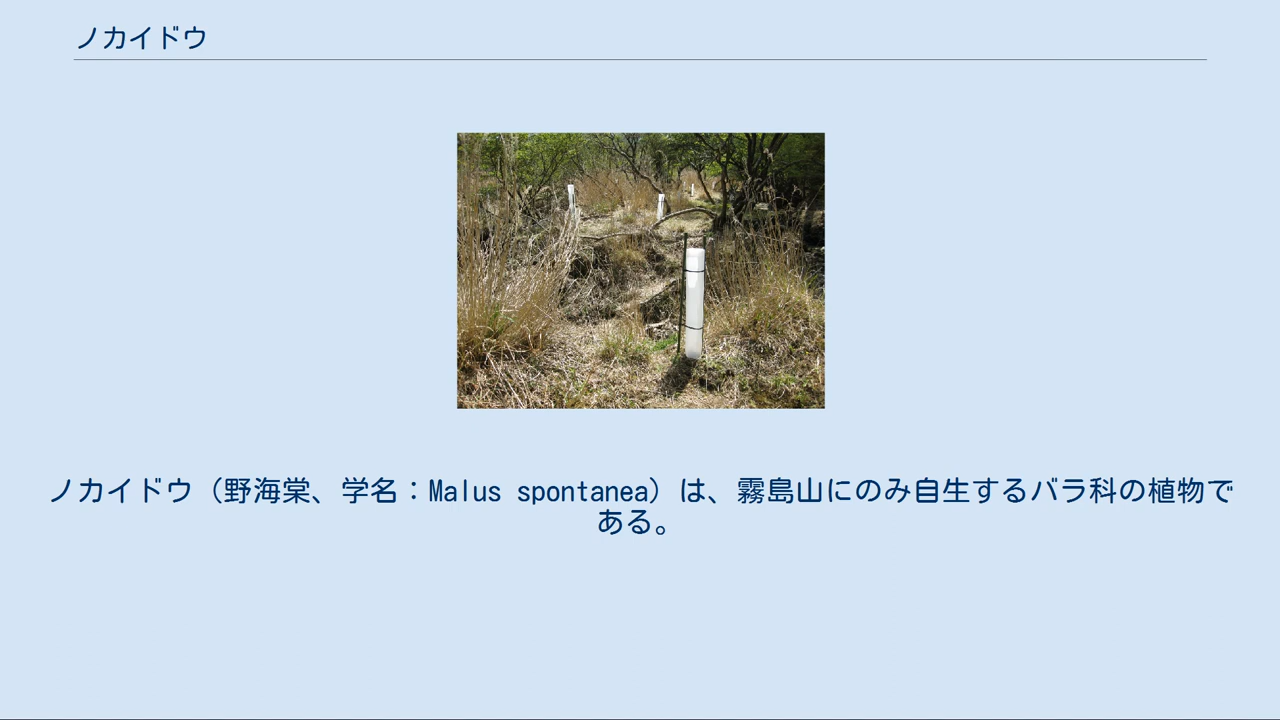 ノカイドウ
ノカイドウ（野海棠、学名：Malus spontanea）は、霧島山にのみ自生するバラ科の植物で
ある。